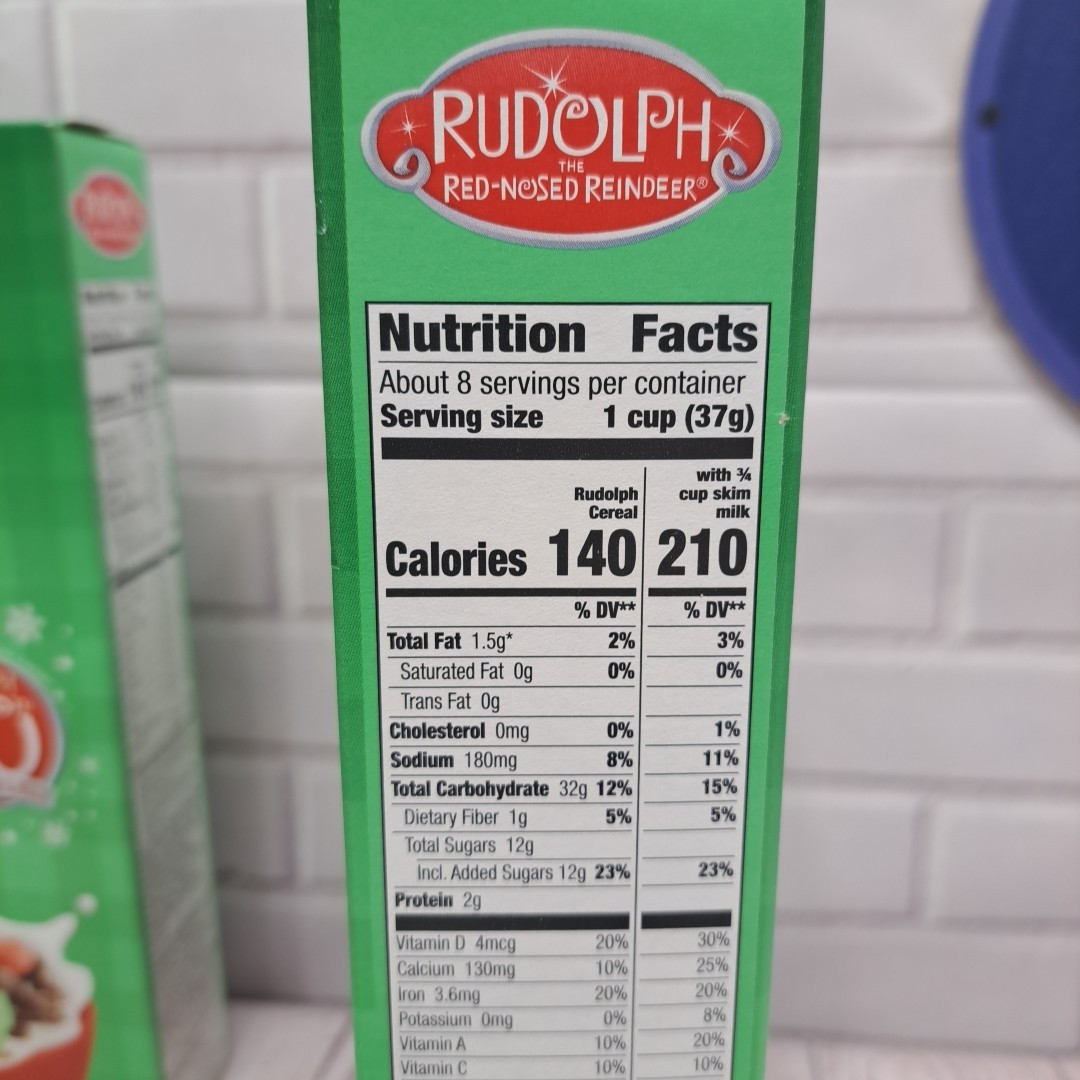 RUDOLPH
THE
RED-NOSED REINDEER®
Nutrition Facts
About 8 servings per container
Serving size 1 cup (37g)
Rudolph Cereal
with ¾ cup skim milk
Calories 140 210
% DV** % DV**
Total Fat 1.5g* 2% 3%
Saturated Fat 0g 0% 0%
Trans Fat 0g
Cholesterol 0mg 0% 1%
Sodium 180mg 8% 11%
Total Carbohydrate 32g 12% 15%
Dietary Fiber 1g 5% 5%
Total Sugars 12g
Incl. Added Sugars 12g 23% 23%
Protein 2g
Vitamin D 4mcg 20% 30%
Calcium 130mg 10% 25%
Iron 3.6mg 20% 20%
Potassium 0mg 0% 8%
Vitamin A 10% 20%
Vitamin C 10% 10%